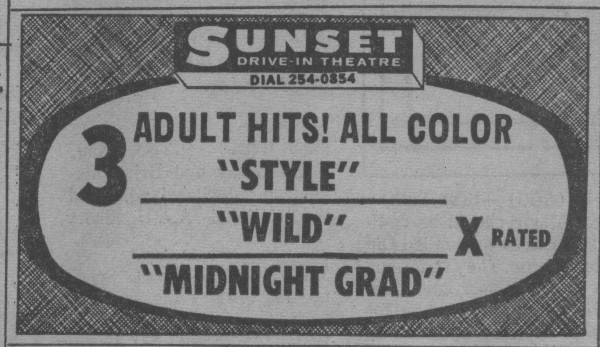 SUNSET
DRIVE-IN THEATRE
DIAL 254-0854
3 ADULT HITS! ALL COLOR
"STYLE"
"WILD"
X RATED
"MIDNIGHT GRAD"